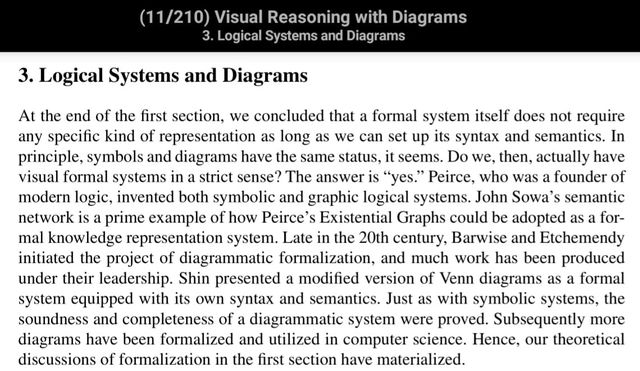 (11/210) Visual Reasoning with Diagrams
3. Logical Systems and Diagrams
3. Logical Systems and Diagrams
At the end of the first section, we concluded that a formal system itself does not require
any specific kind of representation as long as we can set up its syntax and semantics. In
principle, symbols and diagrams have the same status, it seems. Do we, then, actually have
visual formal systems in a strict sense? The answer is “yes.” Peirce, who was a founder of
modern logic, invented both symbolic and graphic logical systems. John Sowa’s semantic
network is a prime example of how Peirce’s Existential Graphs could be adopted as a for-
mal knowledge representation system. Late in the 20th century, Barwise and Etchemendy
initiated the project of diagrammatic formalization, and much work has been produced
under their leadership. Shin presented a modified version of Venn diagrams as a formal
system equipped with its own syntax and semantics. Just as with symbolic systems, the
soundness and completeness of a diagrammatic system were proved. Subsequently more
diagrams have been formalized and utilized in computer science. Hence, our theoretical
discussions of formalization in the first section have materialized.